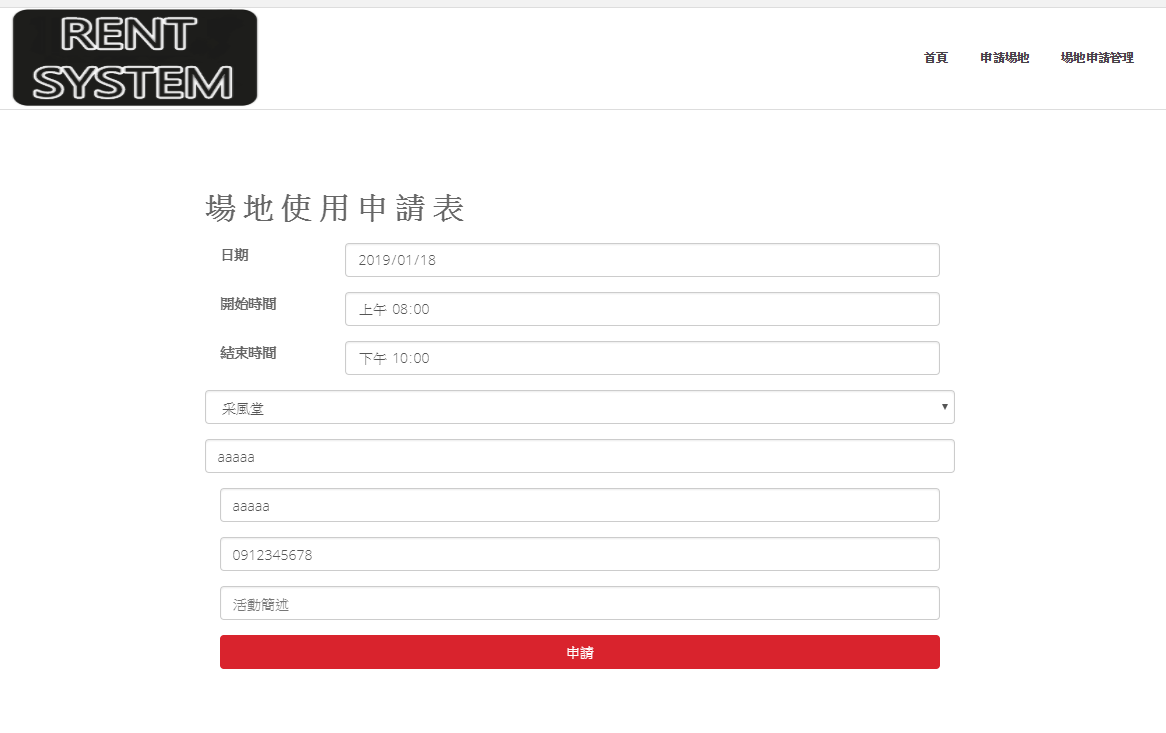 RENT
SYSTEM
首頁 申請場地 場地申請管理
場地使用申請表
日期 2019/01/18
開始時間 上午 08:00
結束時間 下午 10:00
采風堂
aaaaa
aaaaa
0912345678
活動簡述
申請